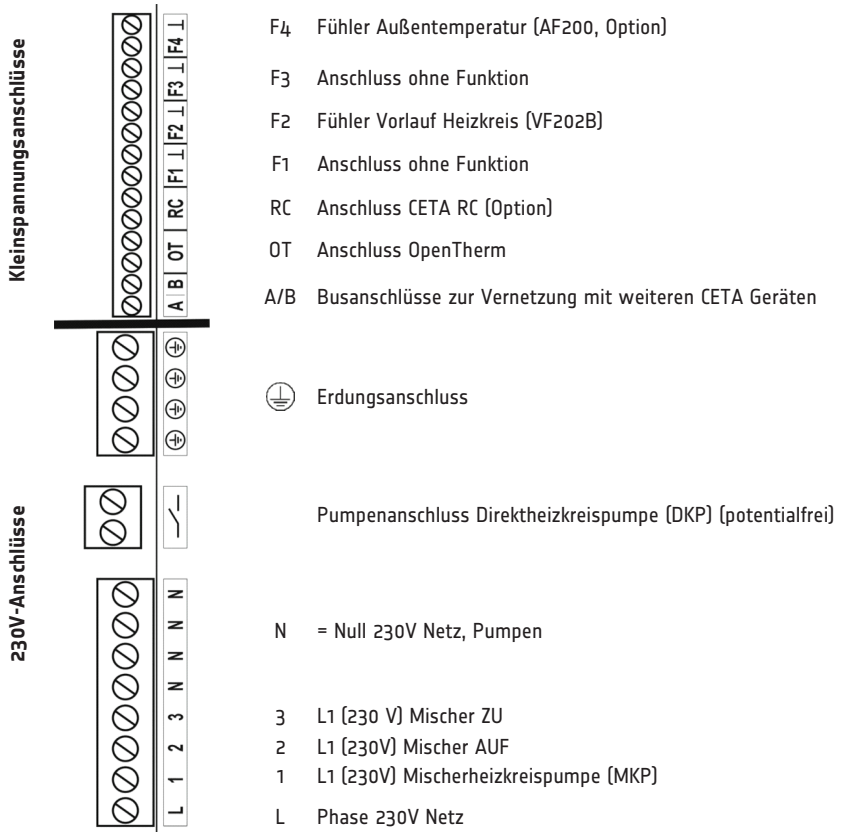 Kleinspannungsanschlüsse
A B OT RC F1 ⊥ F2 ⊥ F3 ⊥ F4 ⊥
F4 Fühler Außentemperatur (AF200, Option)
F3 Anschluss ohne Funktion
F2 Fühler Vorlauf Heizkreis (VF202B)
F1 Anschluss ohne Funktion
RC Anschluss CETA RC (Option)
OT Anschluss OpenTherm
A/B Busanschlüsse zur Vernetzung mit weiteren CETA Geräten
Erdungsanschluss
230V-Anschlüsse
Pumpenanschluss Direktheizkreispumpe (DKP) (potentialfrei)
L 1 2 3 N N N N
N = Null 230V Netz, Pumpen
3 L1 (230 V) Mischer ZU
2 L1 (230V) Mischer AUF
1 L1 (230V) Mischerheizkreispumpe (MKP)
L Phase 230V Netz